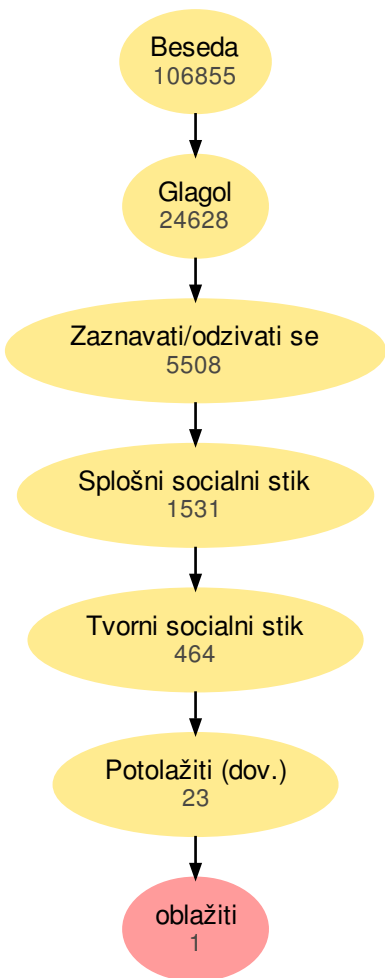 Beseda
106855
Glagol
24628
Zaznavati/odzivati se
5508
Splošni socialni stik
1531
Tvorni socialni stik
464
Potolažiti (dov.)
23
oblažiti
1